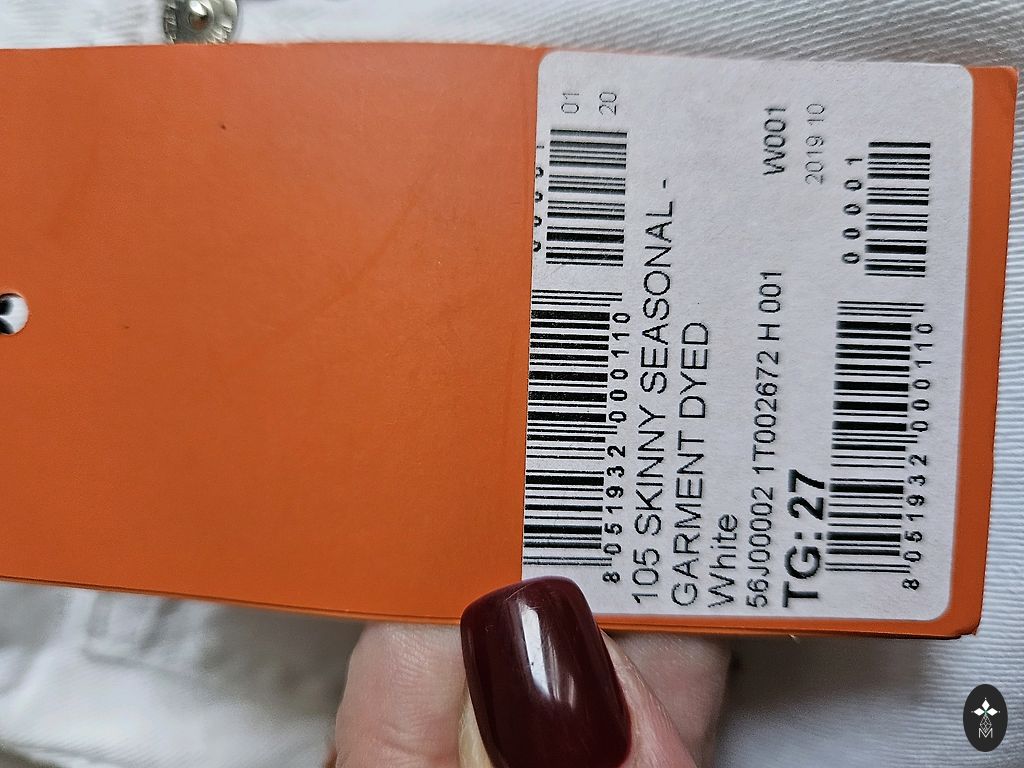 01
20
00001
8 051932 000110
105 SKINNY SEASONAL -
GARMENT DYED
White
W001
56J00002 1T002672 H 001
2019 10
TG: 27
00001
8 051932 000110
M